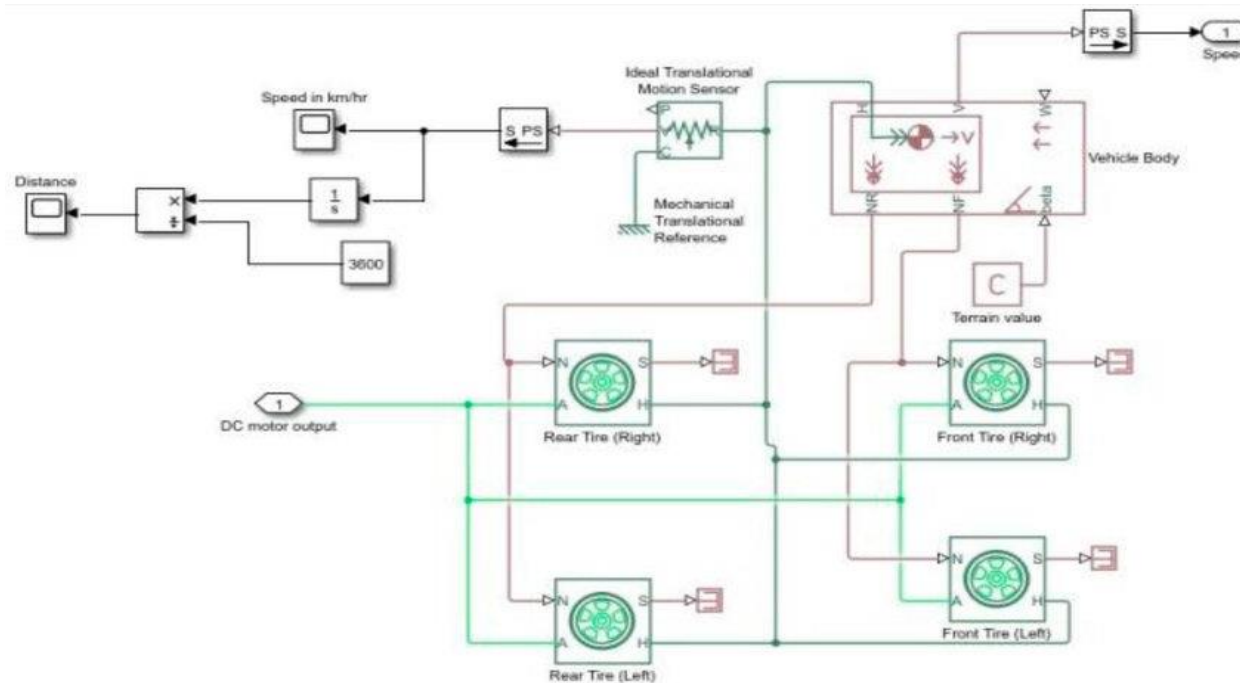 PS S
1
Speed
Ideal Translational
Motion Sensor
Speed in km/hr
P
V
R
C
S PS
H
V
W
V
Vehicle Body
NR
NF
beta
Distance
×
÷
1
s
Mechanical
Translational
Reference
3600
C
Terrain value
N
S
A
H
Rear Tire (Right)
N
S
A
H
Front Tire (Right)
1
DC motor output
N
S
A
H
Front Tire (Left)
N
S
A
H
Rear Tire (Left)